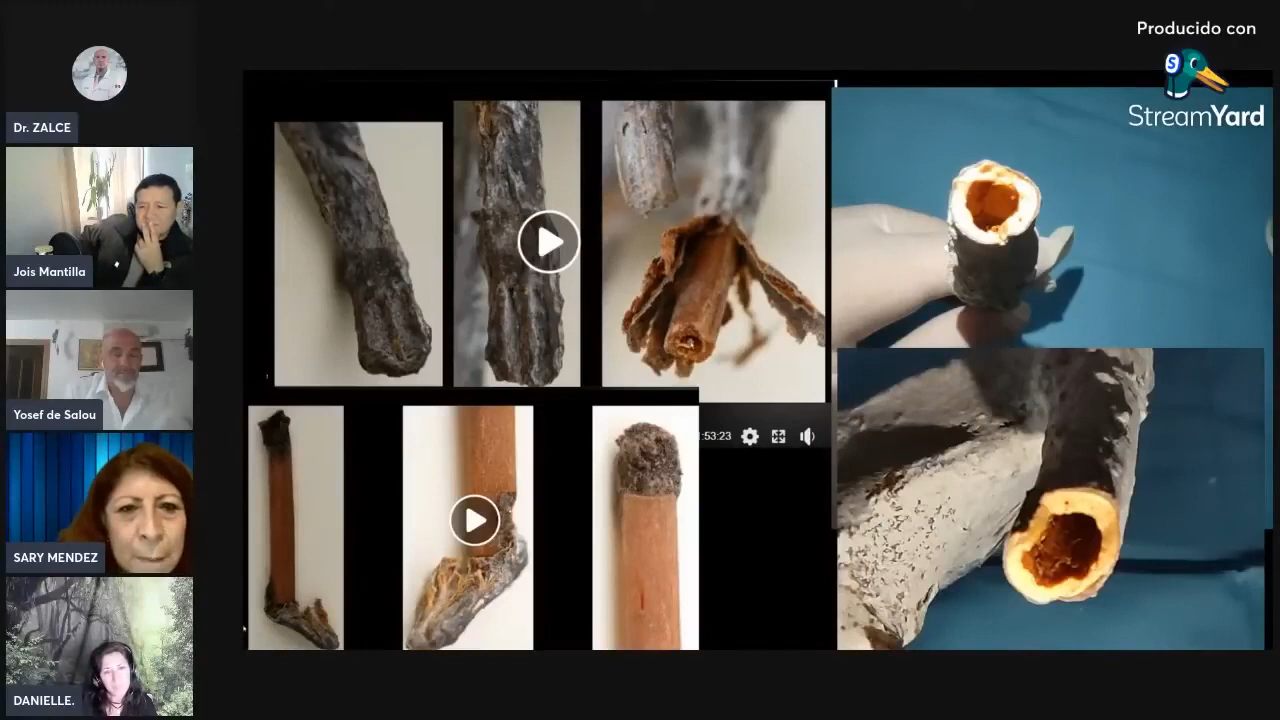 Producido con
StreamYard
Dr. ZALCE
Jois Mantilla
Yosef de Salou
SARY MENDEZ
DANIELLE.
:53:23